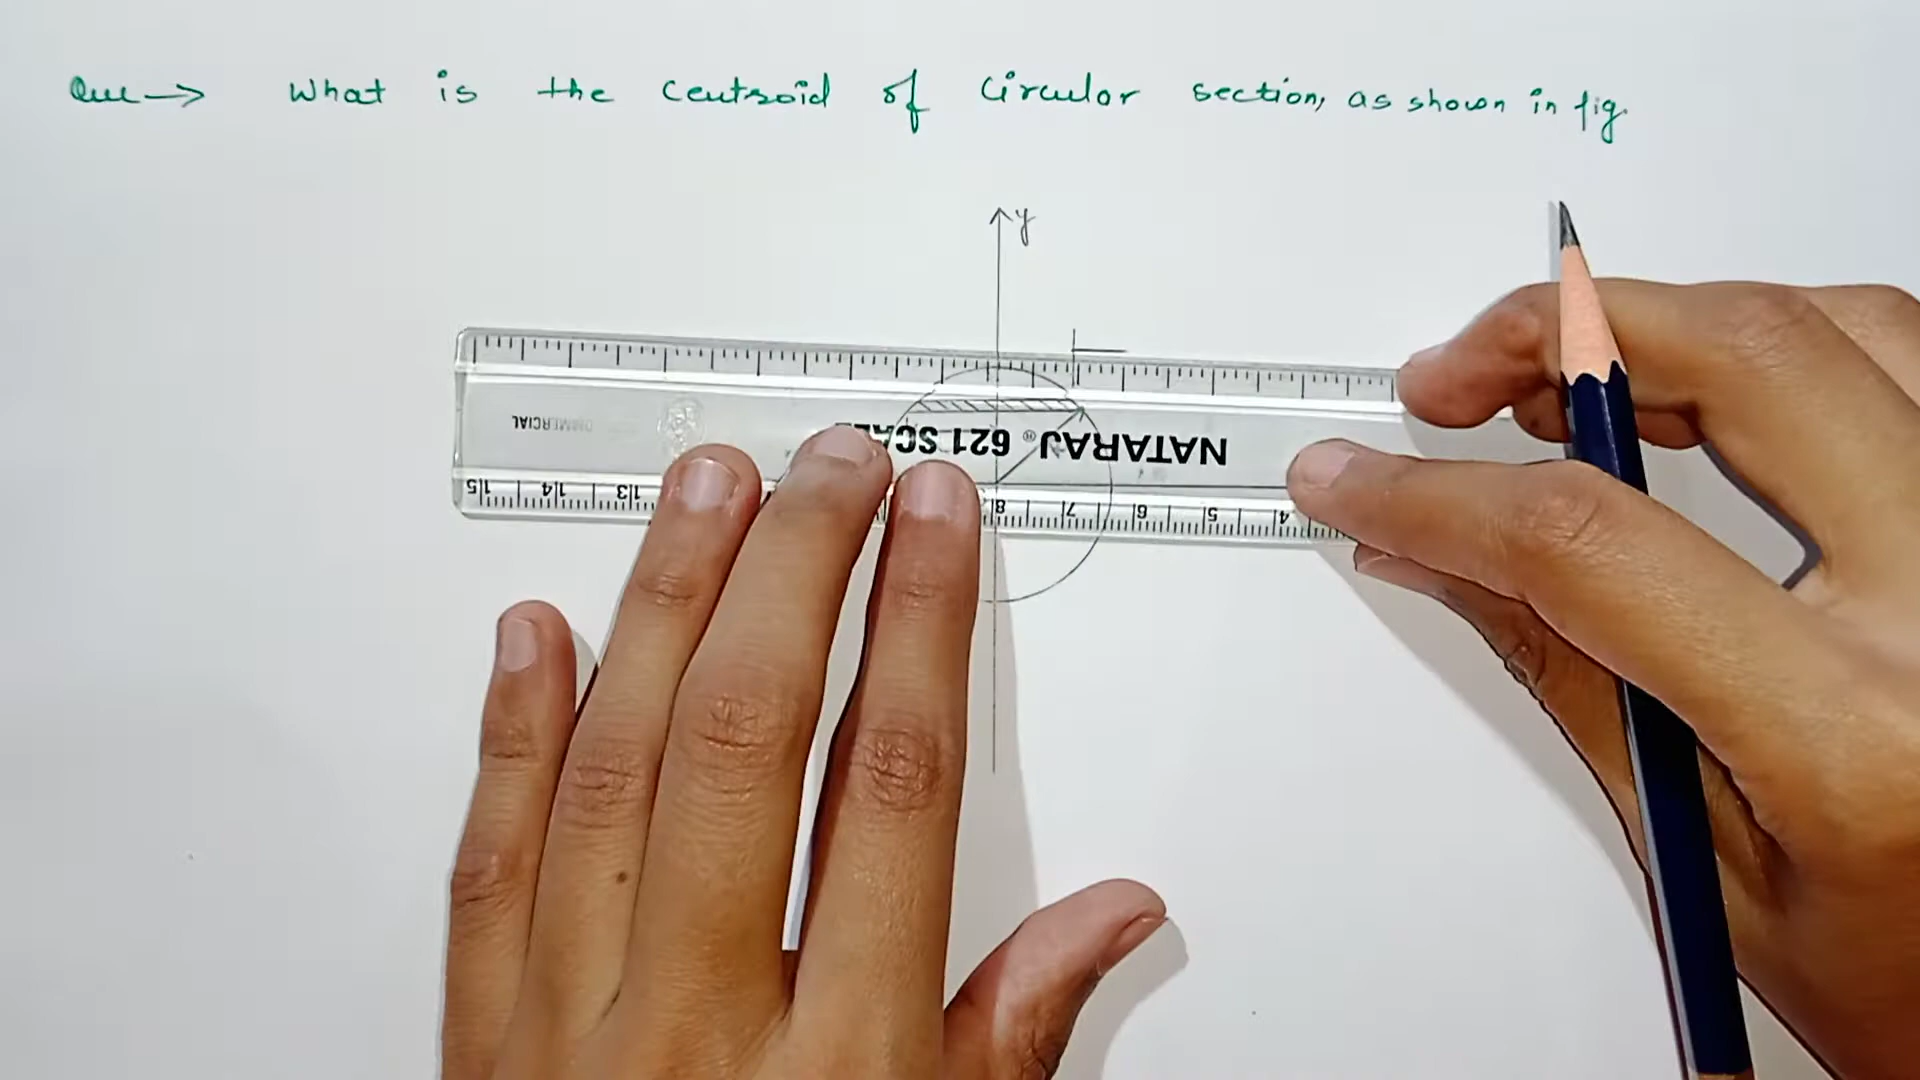 Que → What is the centroid of circular section, as shown in fig.
y
NATARAJ® 621 SCALE
15 14 13 8 7 6 5 4